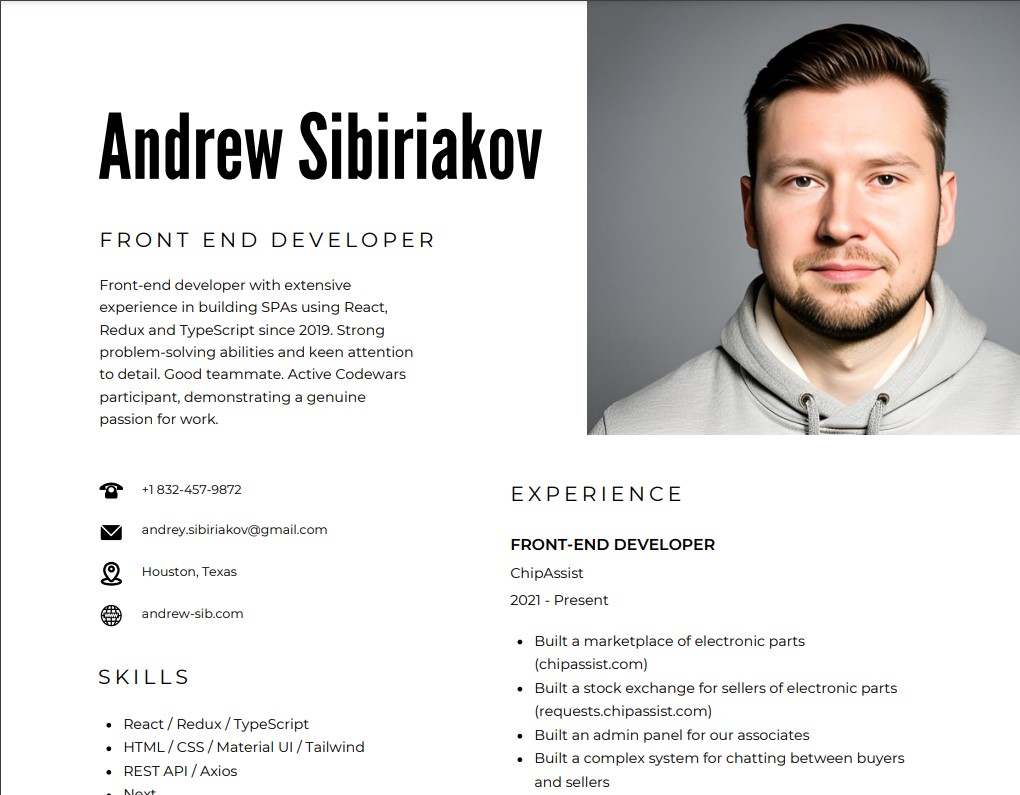 Andrew Sibiriakov
FRONT END DEVELOPER
Front-end developer with extensive
experience in building SPAs using React,
Redux and TypeScript since 2019. Strong
problem-solving abilities and keen attention
to detail. Good teammate. Active Codewars
participant, demonstrating a genuine
passion for work.
+1 832-457-9872
andrey.sibiriakov@gmail.com
Houston, Texas
andrew-sib.com
SKILLS
• React / Redux / TypeScript
• HTML / CSS / Material UI / Tailwind
• REST API / Axios
• Next
EXPERIENCE
FRONT-END DEVELOPER
ChipAssist
2021 - Present
• Built a marketplace of electronic parts
(chipassist.com)
• Built a stock exchange for sellers of electronic parts
(requests.chipassist.com)
• Built an admin panel for our associates
• Built a complex system for chatting between buyers
and sellers